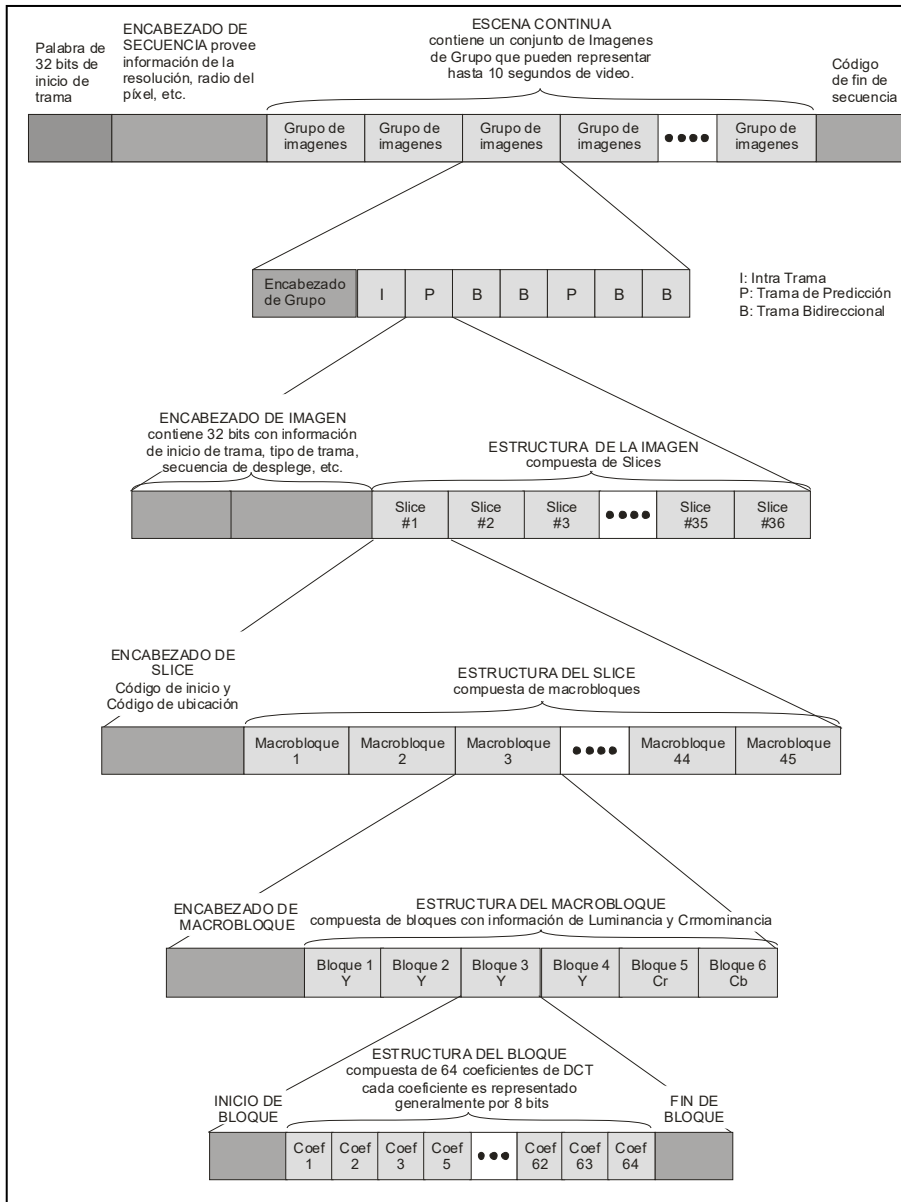 Palabra de
32 bits de
inicio de
trama
ENCABEZADO DE
SECUENCIA provee
información de la
resolución, radio del
píxel, etc.
ESCENA CONTINUA
contiene un conjunto de Imagenes
de Grupo que pueden representar
hasta 10 segundos de video.
Código
de fin de
secuencia
Grupo de
imagenes
Grupo de
imagenes
Grupo de
imagenes
Grupo de
imagenes
Grupo de
imagenes
Encabezado
de Grupo
I
P
B
B
P
B
B
I: Intra Trama
P: Trama de Predicción
B: Trama Bidireccional
ENCABEZADO DE IMAGEN
contiene 32 bits con información
de inicio de trama, tipo de trama,
secuencia de desplege, etc.
ESTRUCTURA DE LA IMAGEN
compuesta de Slices
Slice
#1
Slice
#2
Slice
#3
Slice
#35
Slice
#36
ENCABEZADO DE
SLICE
Código de inicio y
Código de ubicación
ESTRUCTURA DEL SLICE
compuesta de macrobloques
Macrobloque
1
Macrobloque
2
Macrobloque
3
Macrobloque
44
Macrobloque
45
ENCABEZADO DE
MACROBLOQUE
ESTRUCTURA DEL MACROBLOQUE
compuesta de bloques con información de Luminancia y Crmominancia
Bloque 1
Y
Bloque 2
Y
Bloque 3
Y
Bloque 4
Y
Bloque 5
Cr
Bloque 6
Cb
ESTRUCTURA DEL BLOQUE
compuesta de 64 coeficientes de DCT
cada coeficiente es representado
generalmente por 8 bits
INICIO DE
BLOQUE
FIN DE
BLOQUE
Coef
1
Coef
2
Coef
3
Coef
5
Coef
62
Coef
63
Coef
64